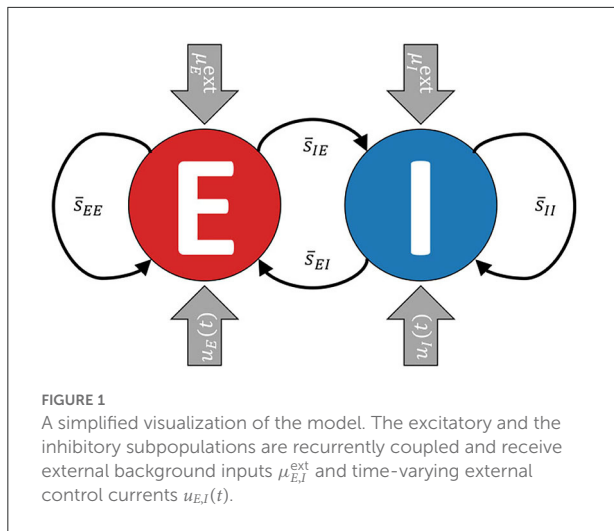 μ_E^ext
μ_I^ext
s̄_IE
E
I
s̄_EE
s̄_II
s̄_EI
u_E(t)
u_I(t)
FIGURE 1
A simplified visualization of the model. The excitatory and the
inhibitory subpopulations are recurrently coupled and receive
external background inputs μ_{E,I}^ext and time-varying external
control currents u_{E,I}(t).